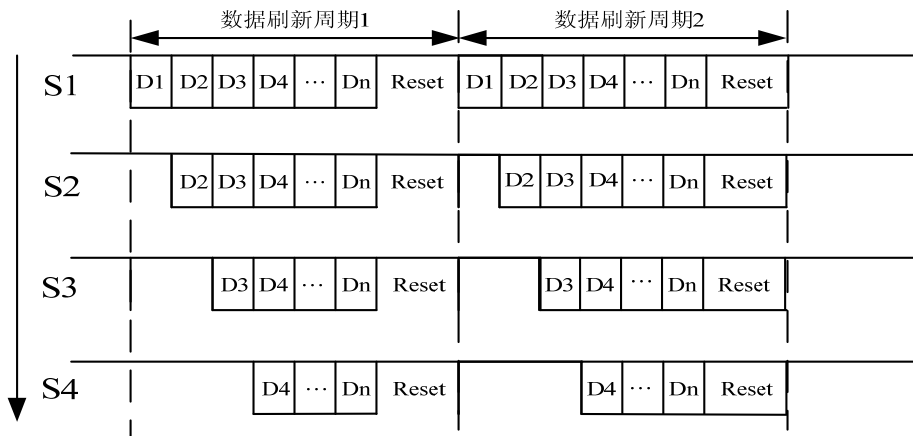 数据刷新周期1 数据刷新周期2
S1 D1 D2 D3 D4 ··· Dn Reset D1 D2 D3 D4 ··· Dn Reset
S2 D2 D3 D4 ··· Dn Reset D2 D3 D4 ··· Dn Reset
S3 D3 D4 ··· Dn Reset D3 D4 ··· Dn Reset
S4 D4 ··· Dn Reset D4 ··· Dn Reset